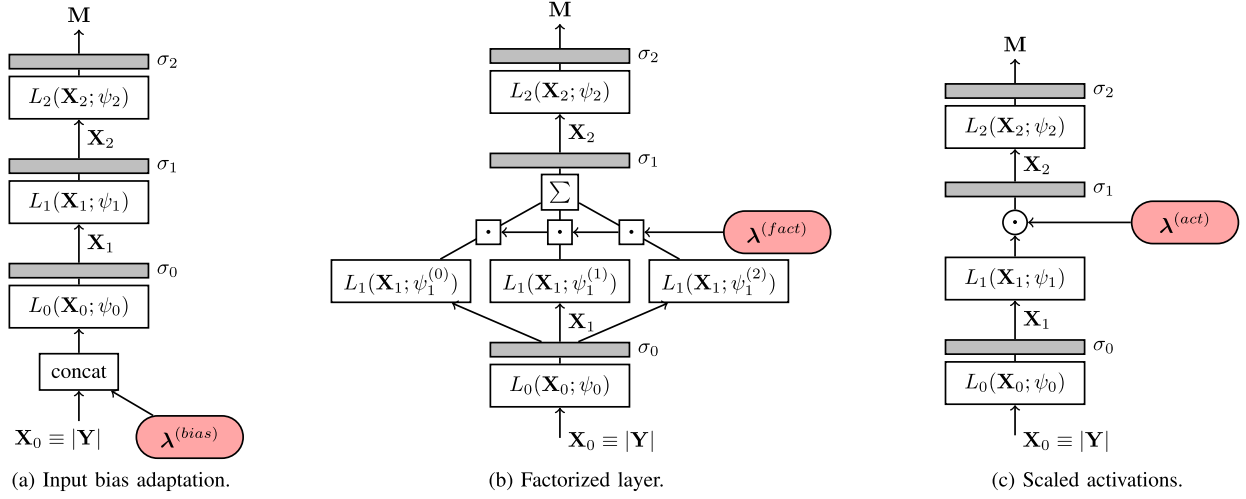 M
σ₂
L₂(X₂; ψ₂)
X₂
σ₁
L₁(X₁; ψ₁)
X₁
σ₀
L₀(X₀; ψ₀)
concat
X₀ ≡ |Y|
λ⁽ᵇⁱᵃˢ⁾
(a) Input bias adaptation.
M
σ₂
L₂(X₂; ψ₂)
X₂
σ₁
∑
· · ·
λ⁽ᶠᵃᶜᵗ⁾
L₁(X₁; ψ₁⁽⁰⁾) L₁(X₁; ψ₁⁽¹⁾) L₁(X₁; ψ₁⁽²⁾)
X₁
σ₀
L₀(X₀; ψ₀)
X₀ ≡ |Y|
(b) Factorized layer.
M
σ₂
L₂(X₂; ψ₂)
X₂
σ₁
·
λ⁽ᵃᶜᵗ⁾
L₁(X₁; ψ₁)
X₁
σ₀
L₀(X₀; ψ₀)
X₀ ≡ |Y|
(c) Scaled activations.